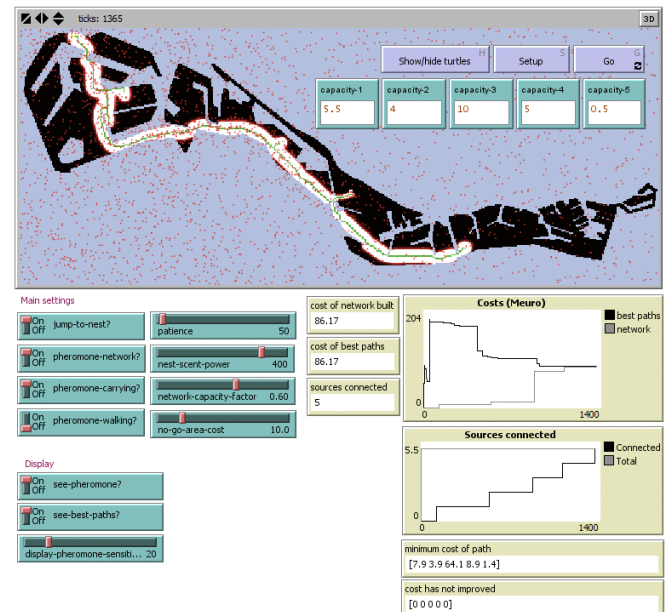 ticks: 1365
3D
Show/hide turtles H
Setup S
Go G
capacity-1 capacity-2 capacity-3 capacity-4 capacity-5
5.5 4 10 5 0.5
Main settings
On Off jump-to-nest?
patience 50
On Off pheromone-network?
nest-scent-power 400
On Off pheromone-carrying?
network-capacity-factor 0.60
On Off pheromone-walking?
no-go-area-cost 10.0
cost of network built
86.17
cost of best paths
86.17
sources connected
5
Costs (Meuro)
204
0
0 1400
best paths
network
Sources connected
5.5
0
0 1400
Connected
Total
Display
On Off see-pheromone?
On Off see-best-paths?
display-pheromone-sensiti... 20
minimum cost of path
[7.9 3.9 64.1 8.9 1.4]
cost has not improved
[0 0 0 0 0]